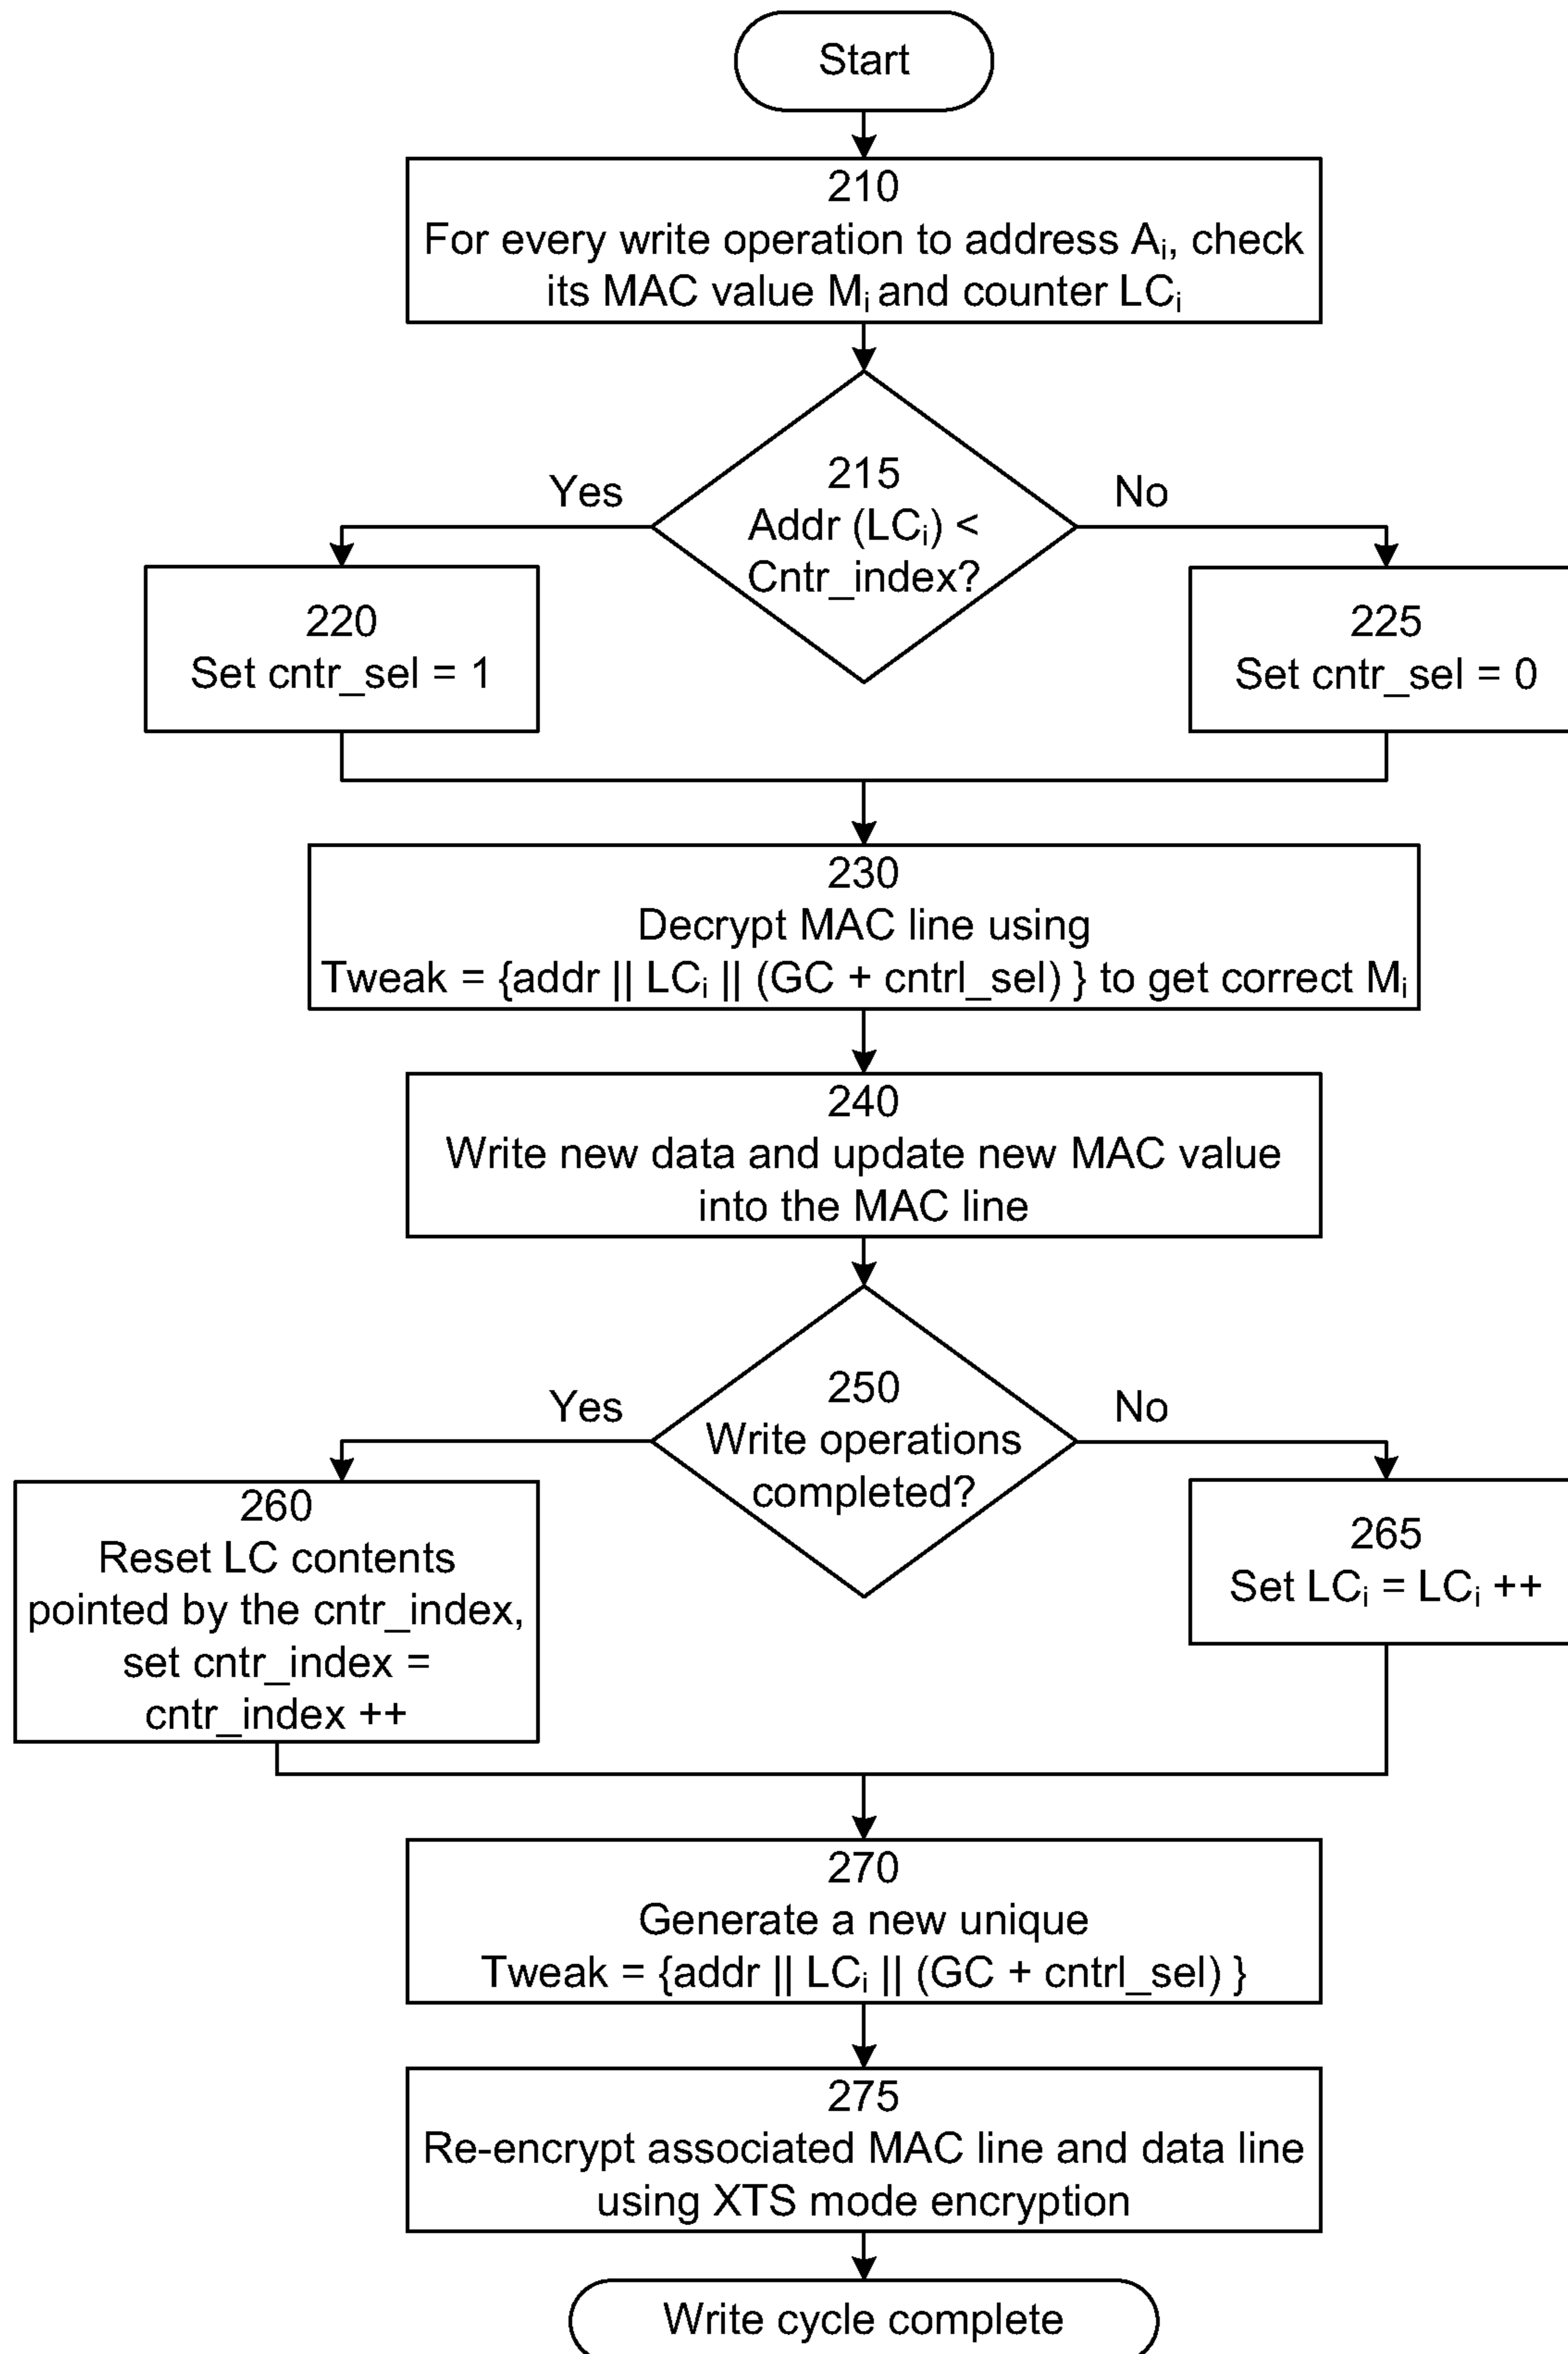 Start
210
For every write operation to address Aᵢ, check
its MAC value Mᵢ and counter LCᵢ
215
Addr (LCᵢ) <
Cntr_index?
Yes
No
220
Set cntr_sel = 1
225
Set cntr_sel = 0
230
Decrypt MAC line using
Tweak = {addr || LCᵢ || (GC + cntrl_sel) } to get correct Mᵢ
240
Write new data and update new MAC value
into the MAC line
250
Write operations
completed?
Yes
No
260
Reset LC contents
pointed by the cntr_index,
set cntr_index =
cntr_index ++
265
Set LCᵢ = LCᵢ ++
270
Generate a new unique
Tweak = {addr || LCᵢ || (GC + cntrl_sel) }
275
Re-encrypt associated MAC line and data line
using XTS mode encryption
Write cycle complete